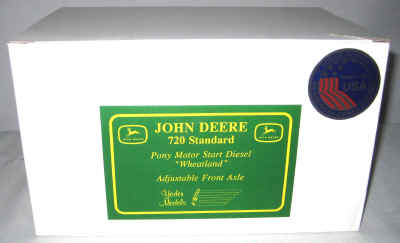 JOHN DEERE
720 Standard
Pony Motor Start Diesel
"Wheatland"
Adjustable Front Axle
Yoder
Models
USA